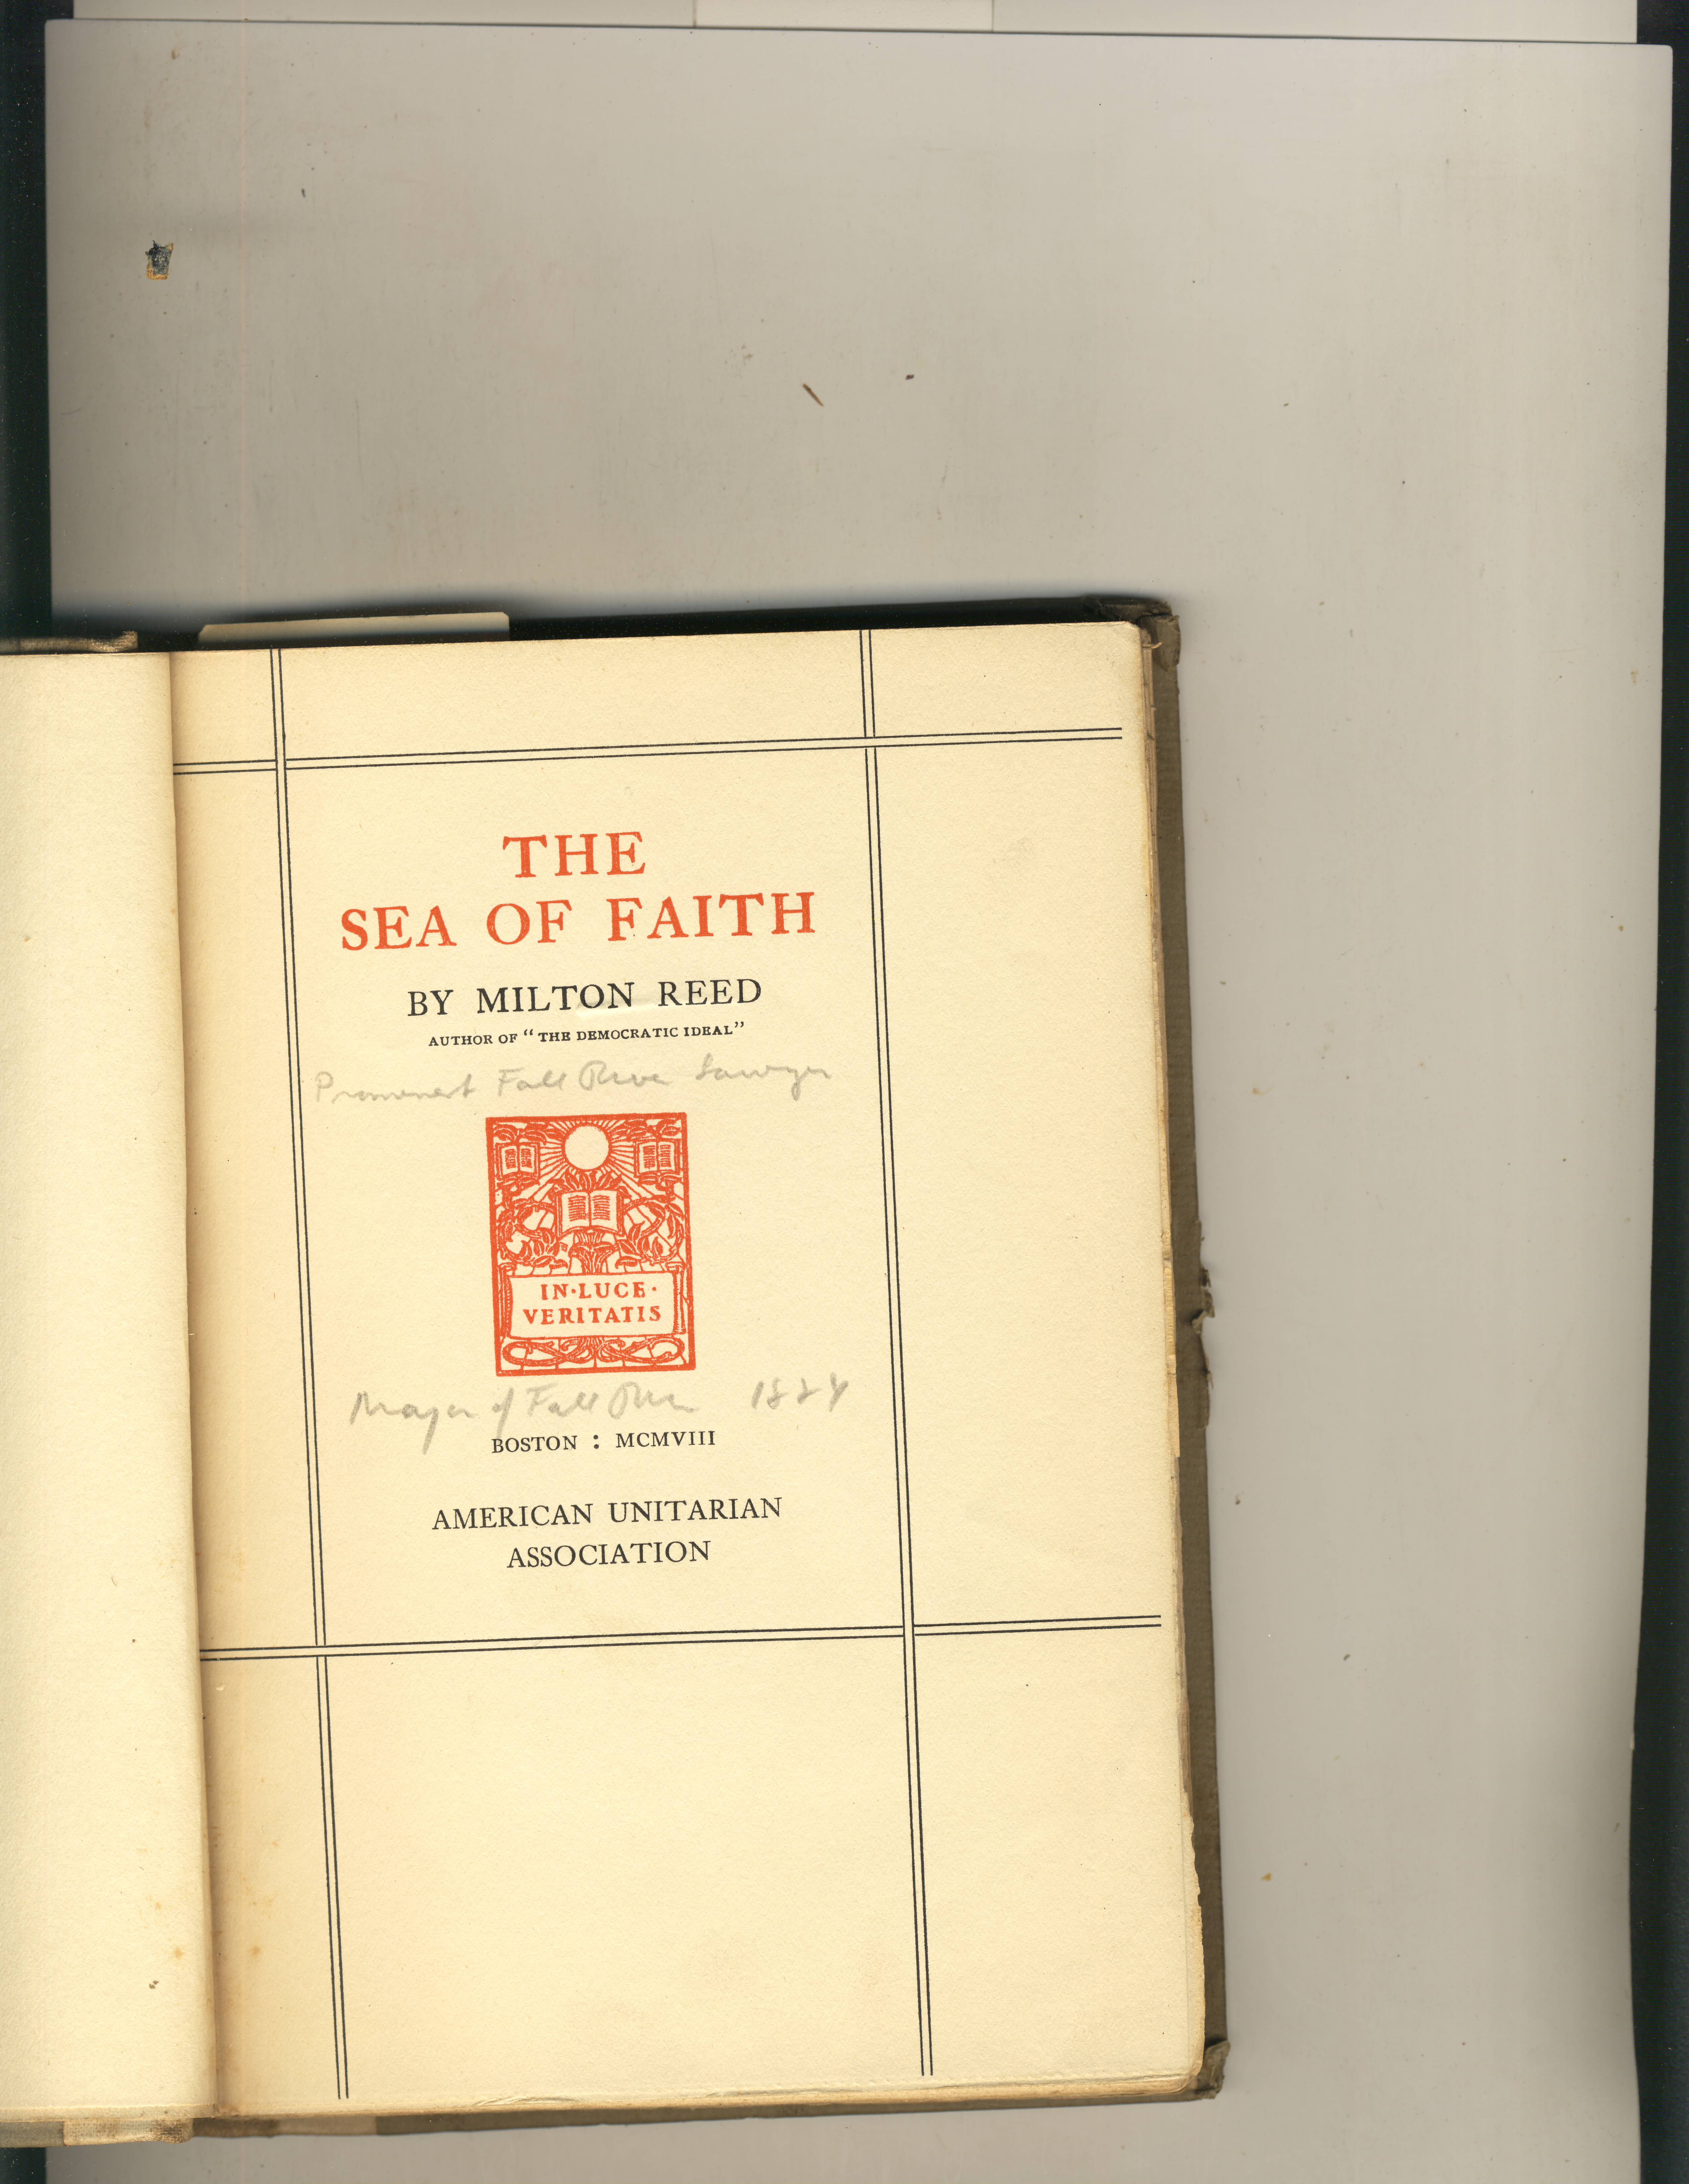 THE
SEA OF FAITH
BY MILTON REED
AUTHOR OF "THE DEMOCRATIC IDEAL"
Prominent Fall River Lawyer
IN·LUCE·
VERITATIS
Mayor of Fall River 1884
BOSTON : MCMVIII
AMERICAN UNITARIAN
ASSOCIATION